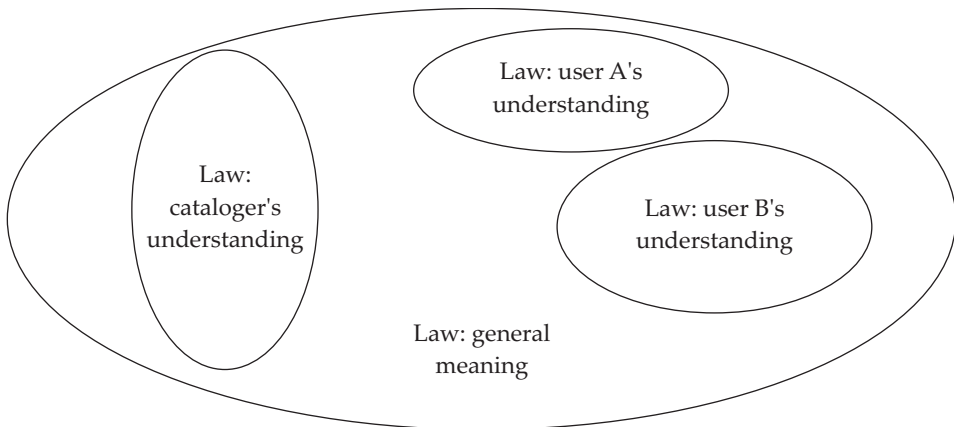 Law: user A's
understanding
Law:
cataloger's
understanding
Law: user B's
understanding
Law: general
meaning